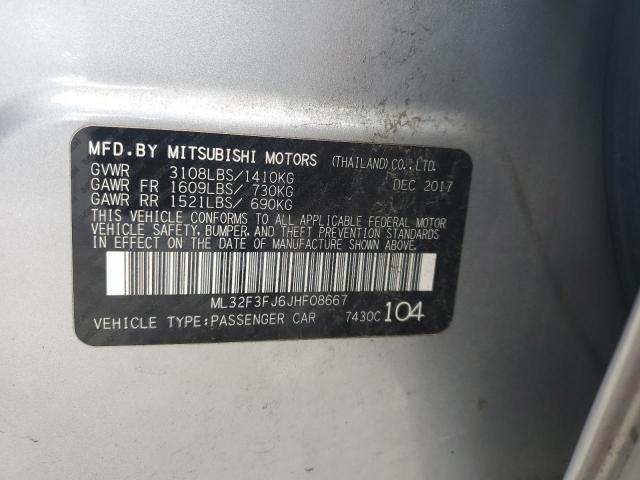 MFD.BY MITSUBISHI MOTORS (THAILAND) CO.,LTD.
GVWR 3108LBS/1410KG DEC 2017
GAWR FR 1609LBS/ 730KG
GAWR RR 1521LBS/ 690KG
THIS VEHICLE CONFORMS TO ALL APPLICABLE FEDERAL MOTOR
VEHICLE SAFETY, BUMPER, AND THEFT PREVENTION STANDARDS
IN EFFECT ON THE DATE OF MANUFACTURE SHOWN ABOVE.
ML32F3FJ6JHF08667
VEHICLE TYPE:PASSENGER CAR 7430C 104